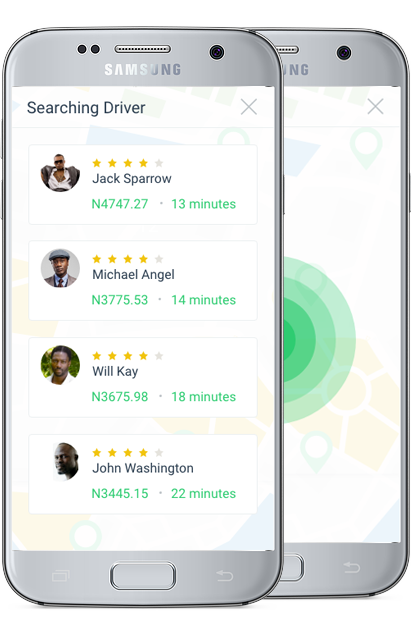 SAMSUNG
Searching Driver
Jack Sparrow
N4747.27 • 13 minutes
Michael Angel
N3775.53 • 14 minutes
Will Kay
N3675.98 • 18 minutes
John Washington
N3445.15 • 22 minutes
NG